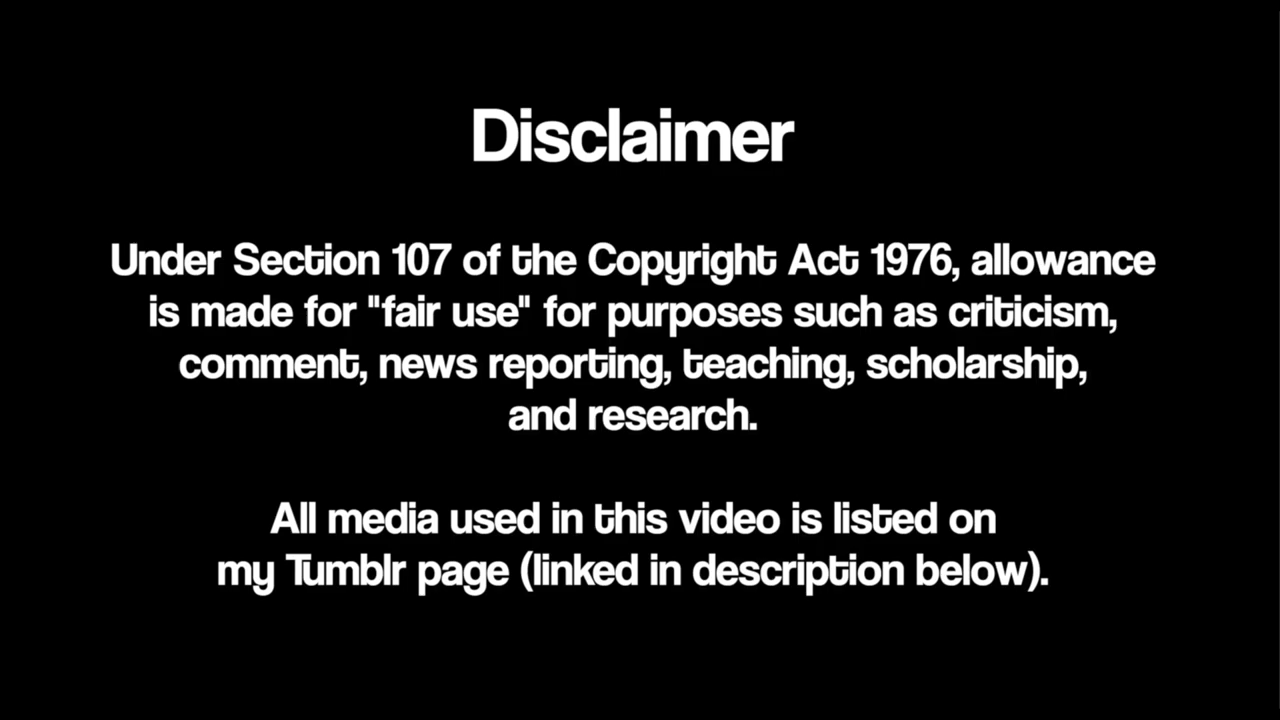 Disclaimer
Under Section 107 of the Copyright Act 1976, allowance
is made for "fair use" for purposes such as criticism,
comment, news reporting, teaching, scholarship,
and research.
All media used in this video is listed on
my Tumblr page (linked in description below).